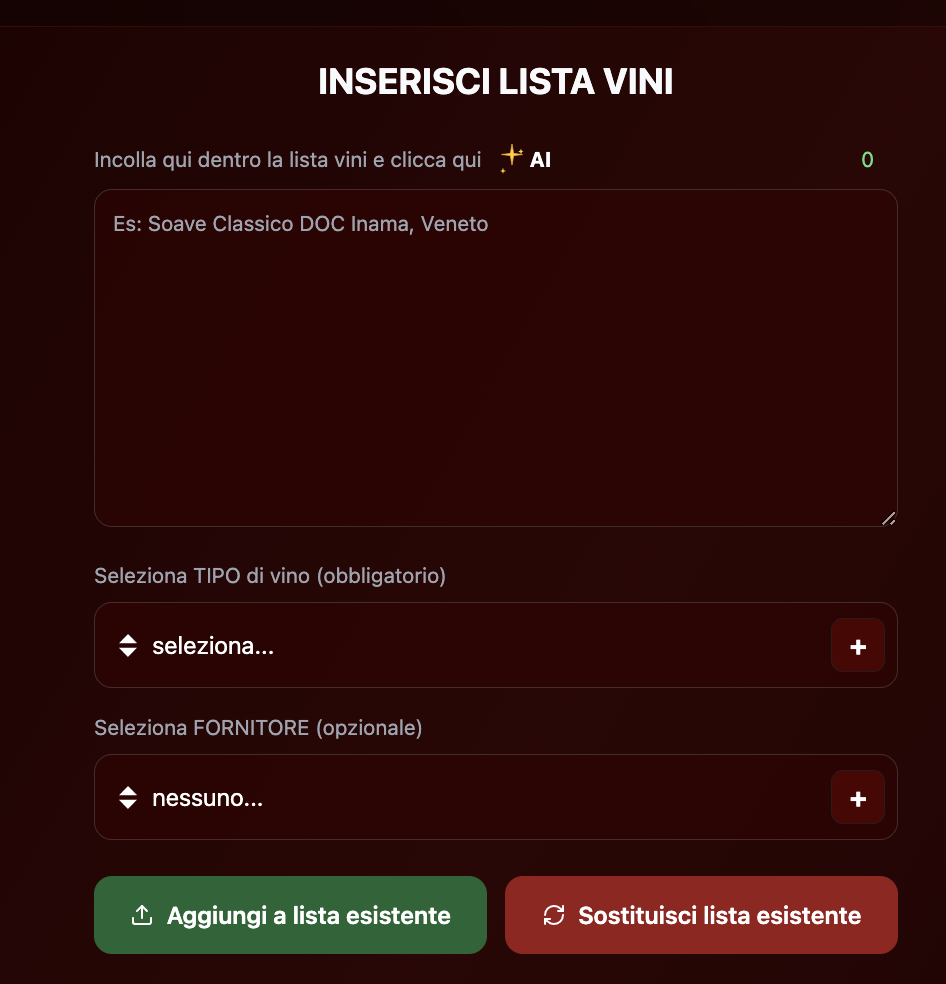 INSERISCI LISTA VINI
Incolla qui dentro la lista vini e clicca qui ✨ AI 0
Es: Soave Classico DOC Inama, Veneto
Seleziona TIPO di vino (obbligatorio)
seleziona...
+
Seleziona FORNITORE (opzionale)
nessuno...
+
Aggiungi a lista esistente
Sostituisci lista esistente